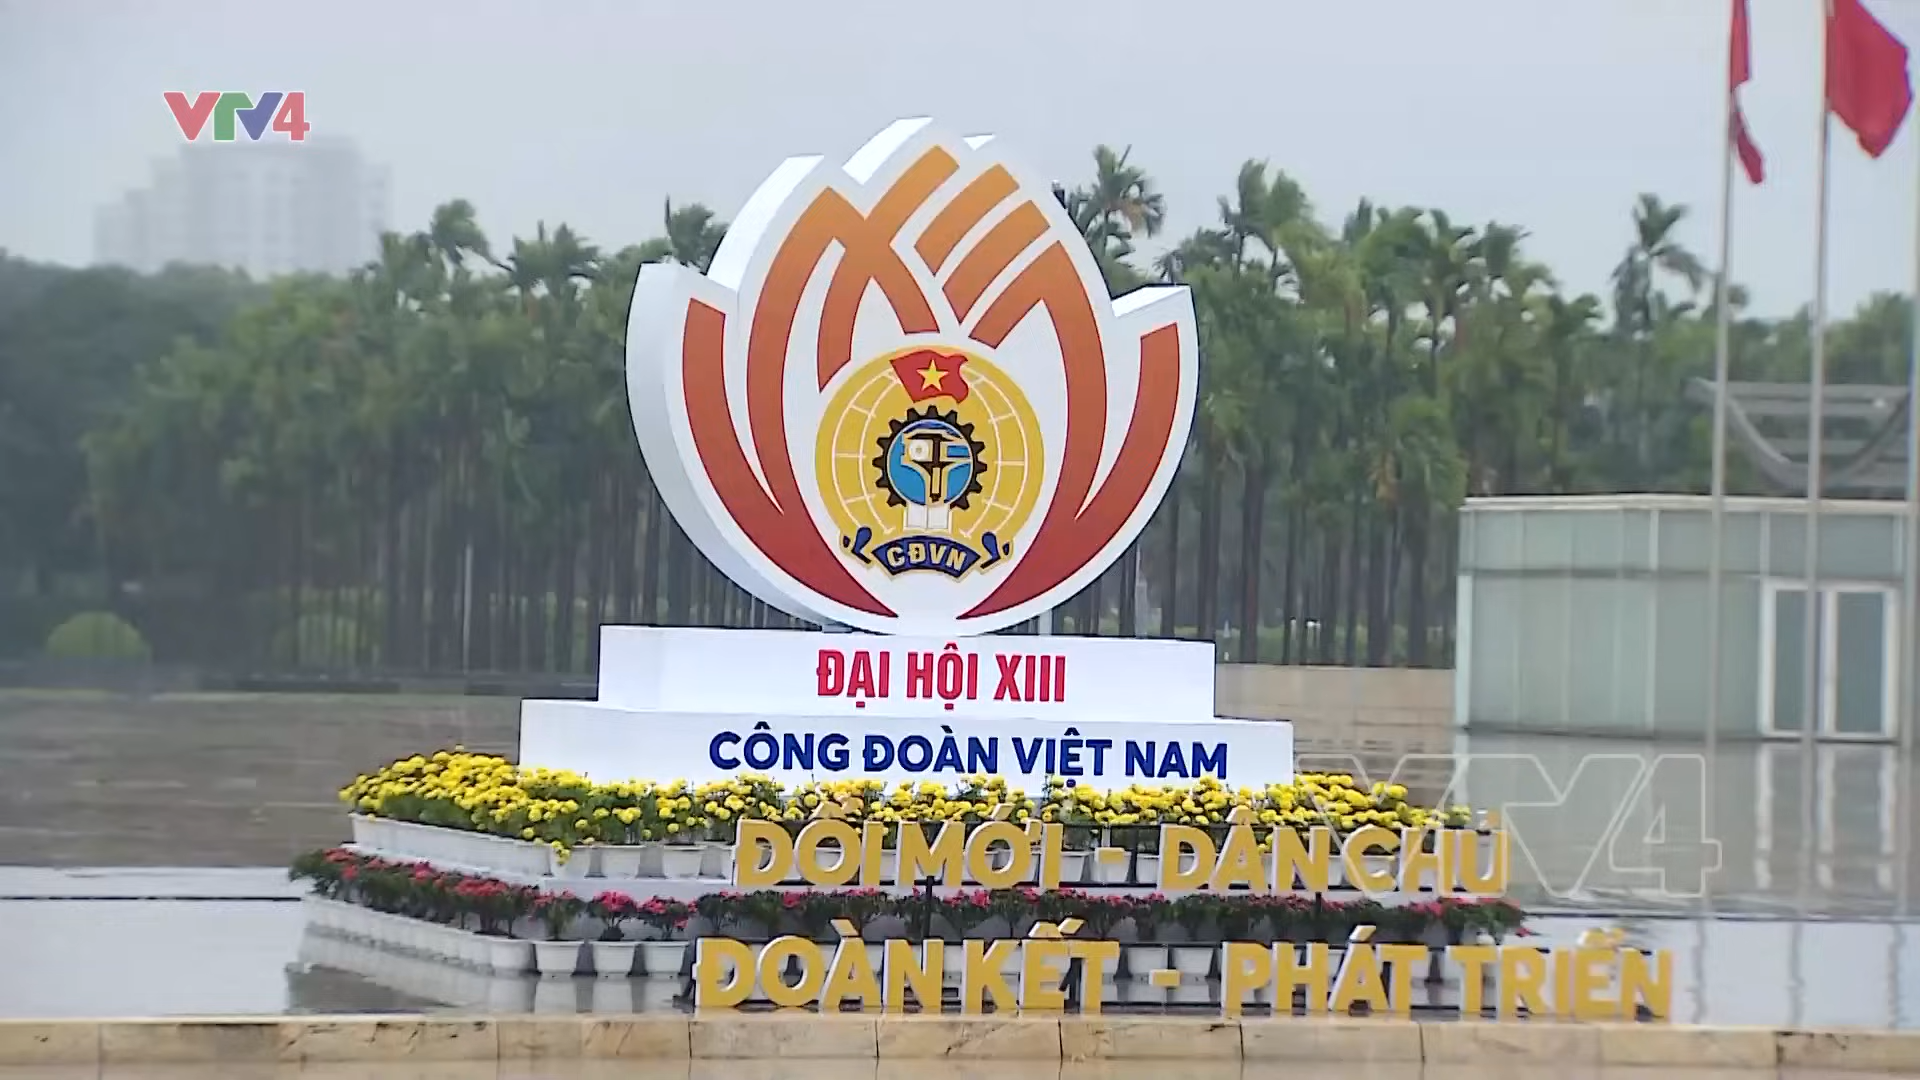 VTV4
CĐVN
ĐẠI HỘI XIII
CÔNG ĐOÀN VIỆT NAM
ĐỔI MỚI - DÂN CHỦ
VTV4
ĐOÀN KẾT - PHÁT TRIỂN